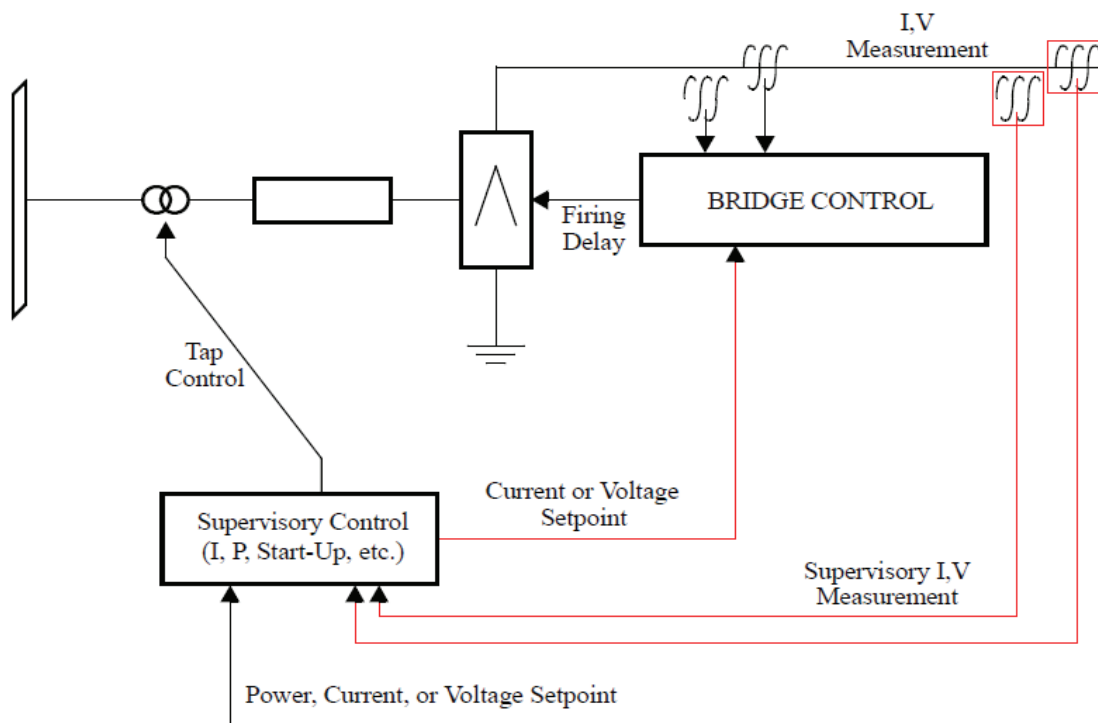 I,V
Measurement
BRIDGE CONTROL
Firing
Delay
Tap
Control
Current or Voltage
Setpoint
Supervisory Control
(I, P, Start-Up, etc.)
Supervisory I,V
Measurement
Power, Current, or Voltage Setpoint